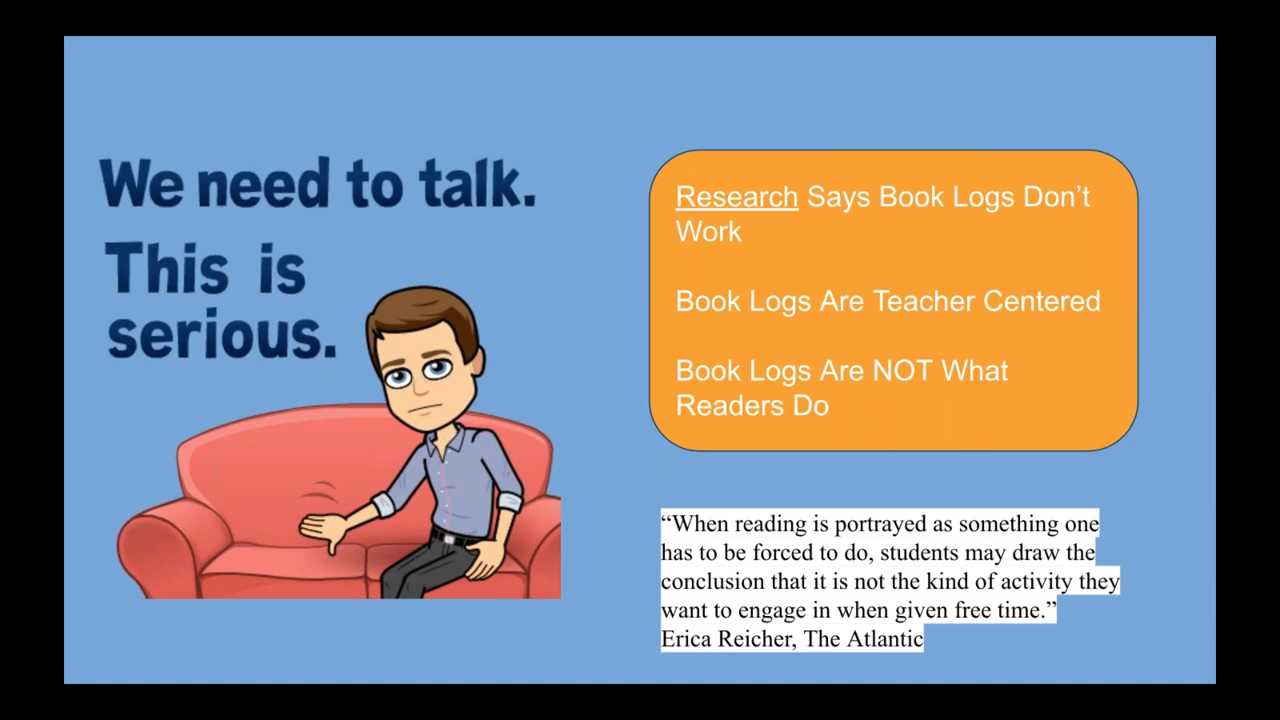 We need to talk.
This is
serious.
Research Says Book Logs Don’t
Work
Book Logs Are Teacher Centered
Book Logs Are NOT What
Readers Do
“When reading is portrayed as something one
has to be forced to do, students may draw the
conclusion that it is not the kind of activity they
want to engage in when given free time.”
Erica Reicher, The Atlantic